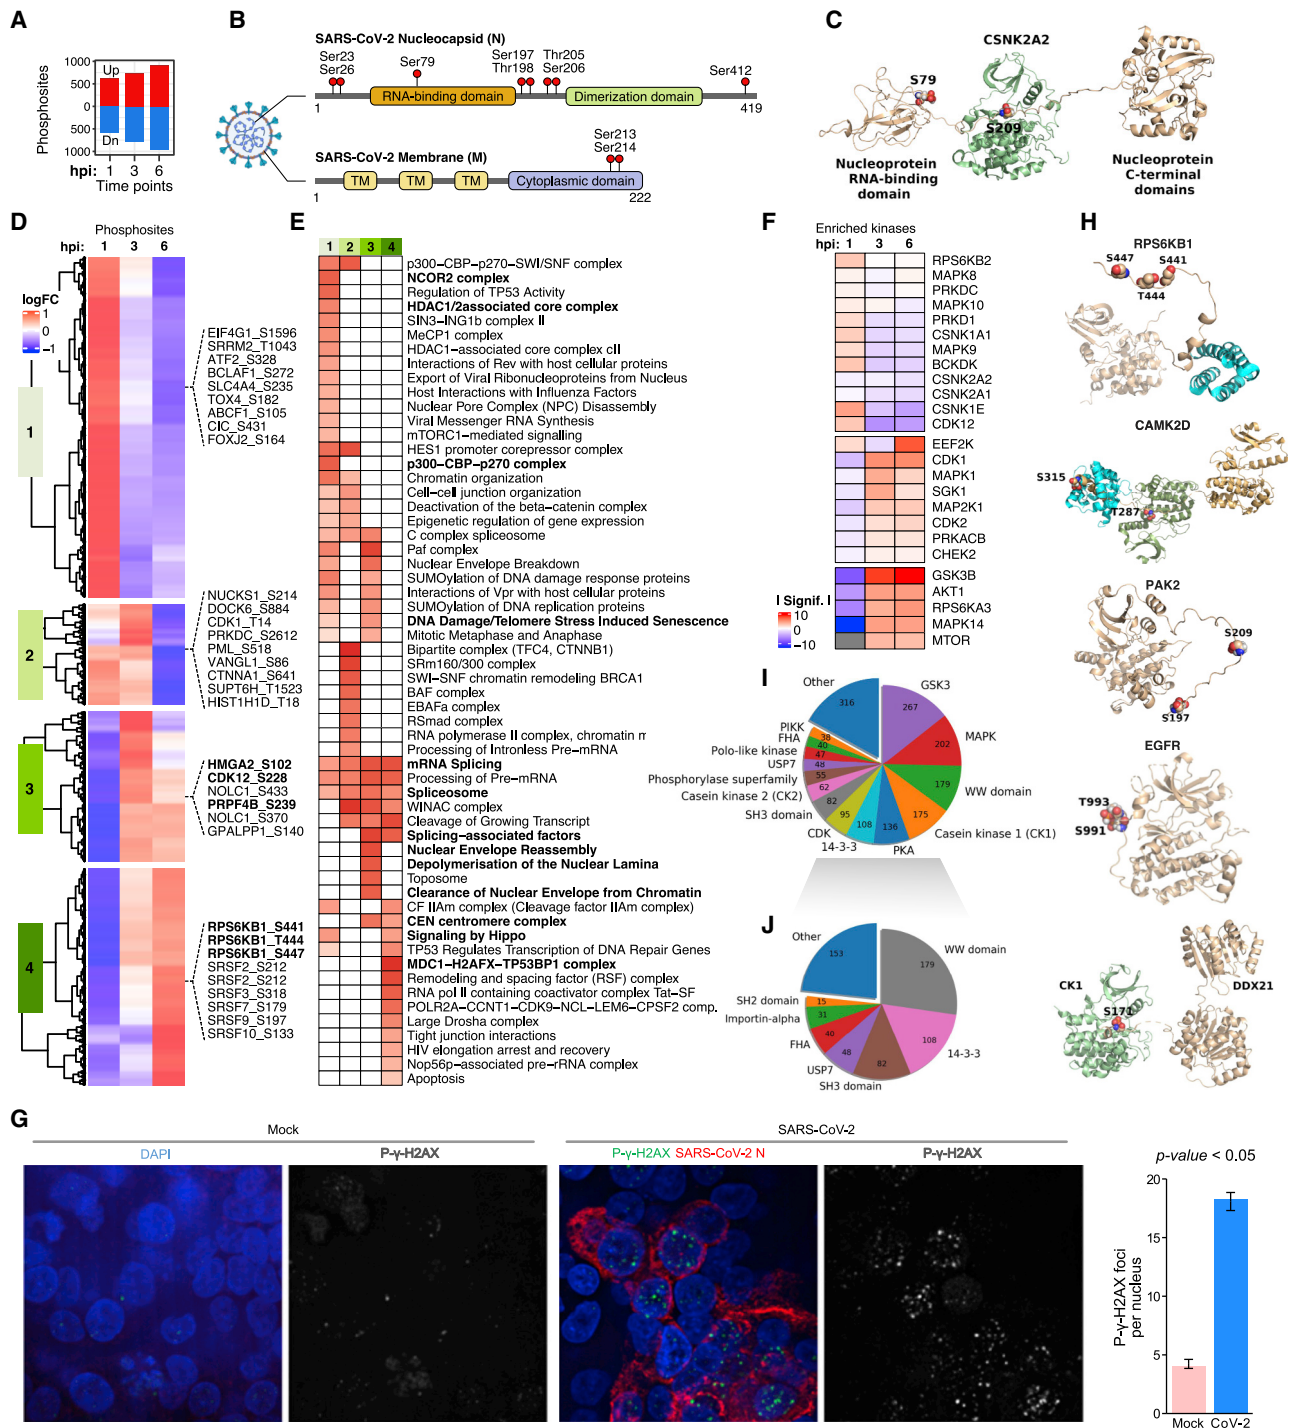 A
Phosphosites
1000
500
0
500
1000
Up
Dn
hpi: 1 3 6
Time points
B
SARS-CoV-2 Nucleocapsid (N)
Ser23
Ser26
Ser79
Ser197
Thr198
Thr205
Ser206
Ser412
RNA-binding domain
Dimerization domain
1
419
SARS-CoV-2 Membrane (M)
Ser213
Ser214
TM
TM
TM
Cytoplasmic domain
1
222
C
CSNK2A2
S79
S209
Nucleoprotein
RNA-binding
domain
Nucleoprotein
C-terminal
domains
D
Phosphosites
hpi: 1 3 6
logFC
1
0
−1
1
2
3
4
EIF4G1_S1596
SRRM2_T1043
ATF2_S328
BCLAF1_S272
SLC4A4_S235
TOX4_S182
ABCF1_S105
CIC_S431
FOXJ2_S164
NUCKS1_S214
DOCK6_S884
CDK1_T14
PRKDC_S2612
PML_S518
VANGL1_S86
CTNNA1_S641
SUPT6H_T1523
HIST1H1D_T18
HMGA2_S102
CDK12_S228
NOLC1_S433
PRPF4B_S239
NOLC1_S370
GPALPP1_S140
RPS6KB1_S441
RPS6KB1_T444
RPS6KB1_S447
SRSF2_S212
SRSF2_S212
SRSF3_S318
SRSF7_S179
SRSF9_S197
SRSF10_S133
E
1 2 3 4
p300−CBP−p270−SWI/SNF complex
NCOR2 complex
Regulation of TP53 Activity
HDAC1/2associated core complex
SIN3−ING1b complex II
MeCP1 complex
HDAC1−associated core complex cII
Interactions of Rev with host cellular proteins
Export of Viral Ribonucleoproteins from Nucleus
Host Interactions with Influenza Factors
Nuclear Pore Complex (NPC) Disassembly
Viral Messenger RNA Synthesis
mTORC1−mediated signalling
HES1 promoter corepressor complex
p300−CBP−p270 complex
Chromatin organization
Cell−cell junction organization
Deactivation of the beta−catenin complex
Epigenetic regulation of gene expression
C complex spliceosome
Paf complex
Nuclear Envelope Breakdown
SUMOylation of DNA damage response proteins
Interactions of Vpr with host cellular proteins
SUMOylation of DNA replication proteins
DNA Damage/Telomere Stress Induced Senescence
Mitotic Metaphase and Anaphase
Bipartite complex (TFC4, CTNNB1)
SRm160/300 complex
SWI−SNF chromatin remodeling BRCA1
BAF complex
EBAFa complex
RSmad complex
RNA polymerase II complex, chromatin m
Processing of Intronless Pre−mRNA
mRNA Splicing
Processing of Pre−mRNA
Spliceosome
WINAC complex
Cleavage of Growing Transcript
Splicing−associated factors
Nuclear Envelope Reassembly
Depolymerisation of the Nuclear Lamina
Toposome
Clearance of Nuclear Envelope from Chromatin
CF IIAm complex (Cleavage factor IIAm complex)
CEN centromere complex
Signaling by Hippo
TP53 Regulates Transcription of DNA Repair Genes
MDC1−H2AFX−TP53BP1 complex
Remodeling and spacing factor (RSF) complex
RNA pol II containing coactivator complex Tat−SF
POLR2A−CCNT1−CDK9−NCL−LEM6−CPSF2 comp.
Large Drosha complex
Tight junction interactions
HIV elongation arrest and recovery
Nop56p−associated pre−rRNA complex
Apoptosis
F
Enriched kinases
hpi: 1 3 6
RPS6KB2
MAPK8
PRKDC
MAPK10
PRKD1
CSNK1A1
MAPK9
BCKDK
CSNK2A2
CSNK2A1
CSNK1E
CDK12
EEF2K
CDK1
MAPK1
SGK1
MAP2K1
CDK2
PRKACB
CHEK2
GSK3B
AKT1
RPS6KA3
MAPK14
MTOR
| Signif. |
10
0
−10
H
RPS6KB1
S447
S441
T444
CAMK2D
S315
T287
PAK2
S209
S197
EGFR
T993
S991
CK1
S171
DDX21
I
Other
316
GSK3
267
MAPK
202
WW domain
179
Casein kinase 1 (CK1)
175
PKA
136
14-3-3
108
CDK
95
SH3 domain
82
Casein kinase 2 (CK2)
62
Phosphorylase superfamily
55
USP7
48
Polo-like kinase
47
FHA
40
PIKK
38
J
Other
153
WW domain
179
14-3-3
108
SH3 domain
82
USP7
48
FHA
40
Importin-alpha
31
SH2 domain
15
G
Mock
SARS-CoV-2
DAPI
P-γ-H2AX
P-γ-H2AX SARS-CoV-2 N
P-γ-H2AX
p-value < 0.05
P-γ-H2AX foci
per nucleus
20
15
10
5
0
Mock CoV-2